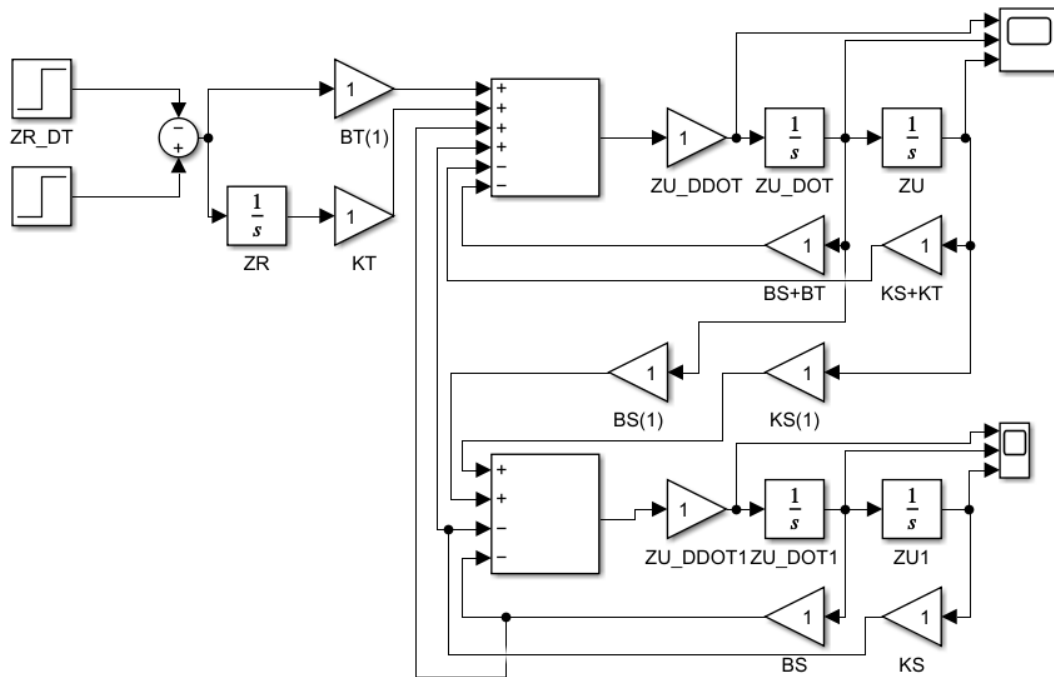 ZR_DT
−
+
1
BT(1)
1
s
ZR
1
KT
+
+
+
+
−
−
1
ZU_DDOT
1
s
ZU_DOT
1
s
ZU
1
BS+BT
1
KS+KT
1
BS(1)
1
KS(1)
+
+
−
−
1
ZU_DDOT1
1
s
ZU_DOT1
1
s
ZU1
1
BS
1
KS